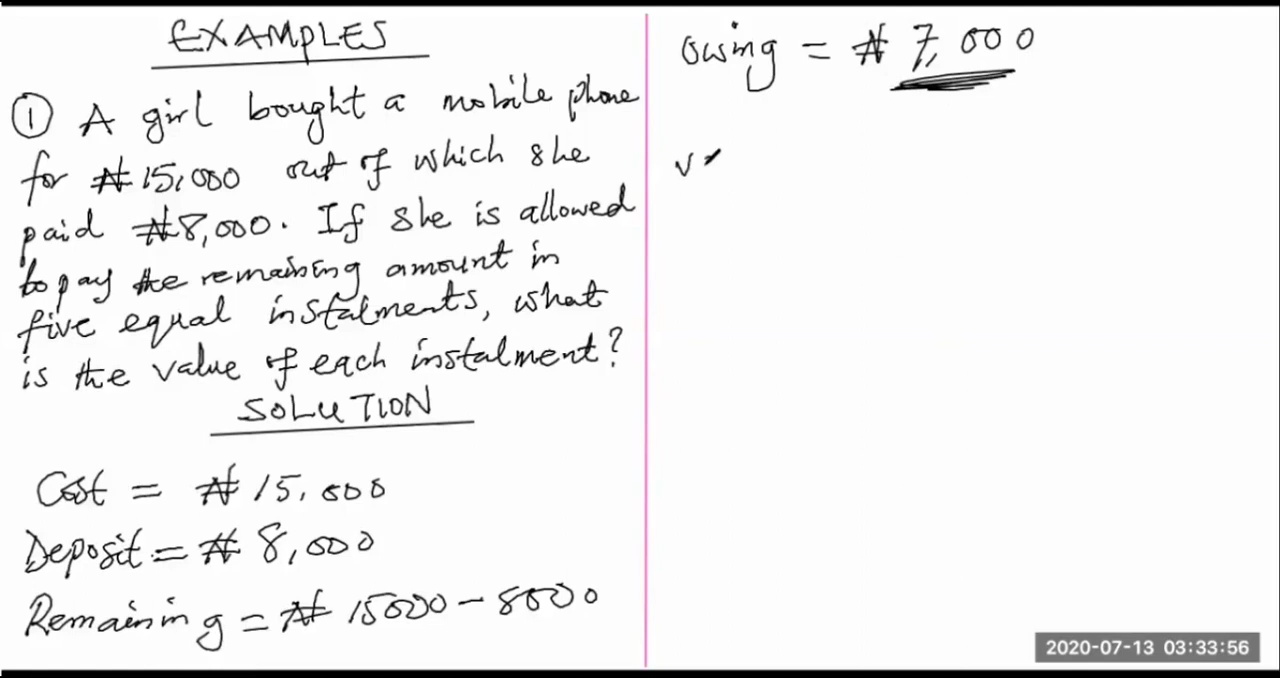 EXAMPLES
① A girl bought a mobile phone
for ₦15,000 out of which she
paid ₦8,000. If she is allowed
to pay the remaining amount in
five equal instalments, what
is the value of each instalment?
SOLUTION
Cost = ₦15,000
Deposit = ₦ 8,000
Remaining = ₦ 15000 - 8000
owing = ₦ 7,000
2020-07-13 03:33:56